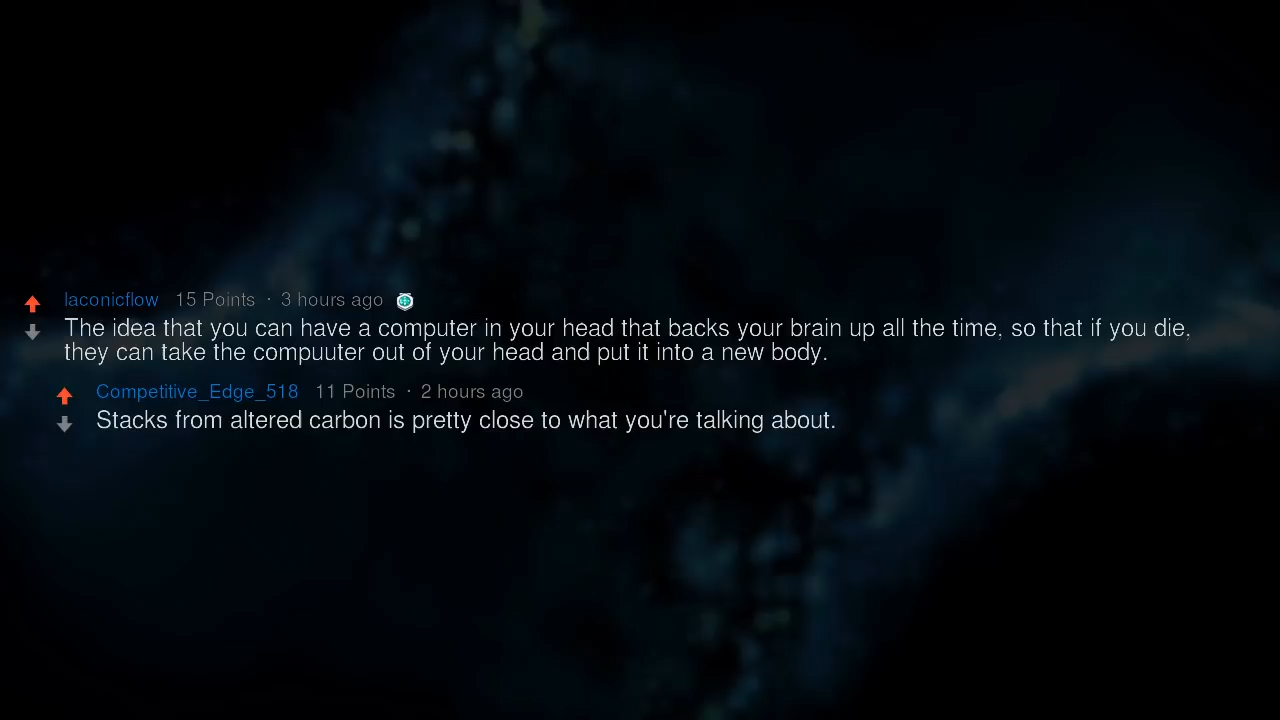 laconicflow 15 Points · 3 hours ago
The idea that you can have a computer in your head that backs your brain up all the time, so that if you die,
they can take the compuuter out of your head and put it into a new body.
Competitive_Edge_518 11 Points · 2 hours ago
Stacks from altered carbon is pretty close to what you're talking about.